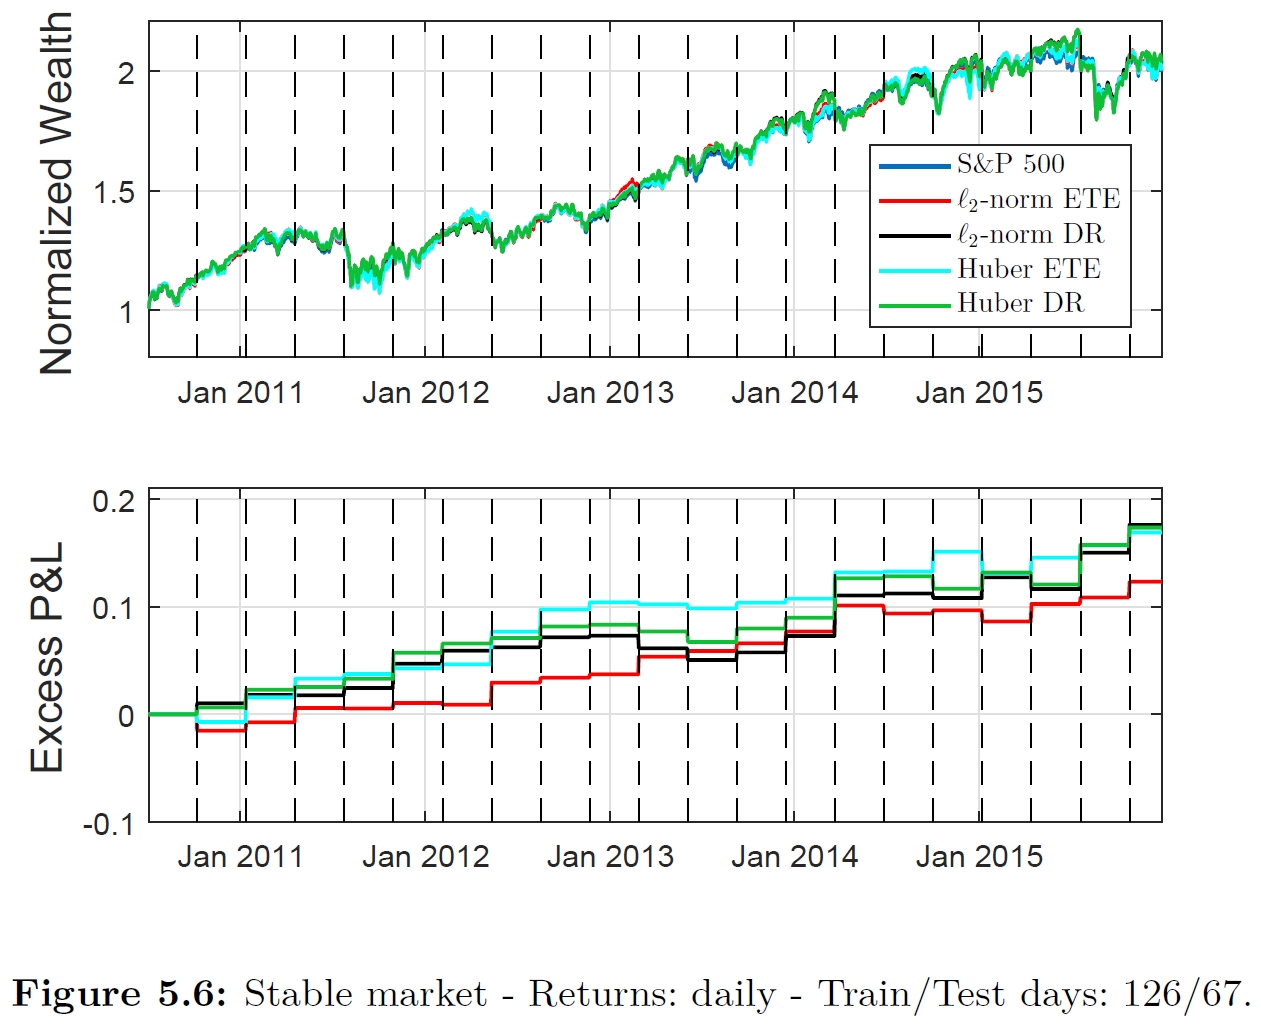 Normalized Wealth
2
1.5
1
S&P 500
ℓ₂-norm ETE
ℓ₂-norm DR
Huber ETE
Huber DR
Jan 2011 Jan 2012 Jan 2013 Jan 2014 Jan 2015
Excess P&L
0.2
0.1
0
-0.1
Jan 2011 Jan 2012 Jan 2013 Jan 2014 Jan 2015
Figure 5.6: Stable market - Returns: daily - Train/Test days: 126/67.